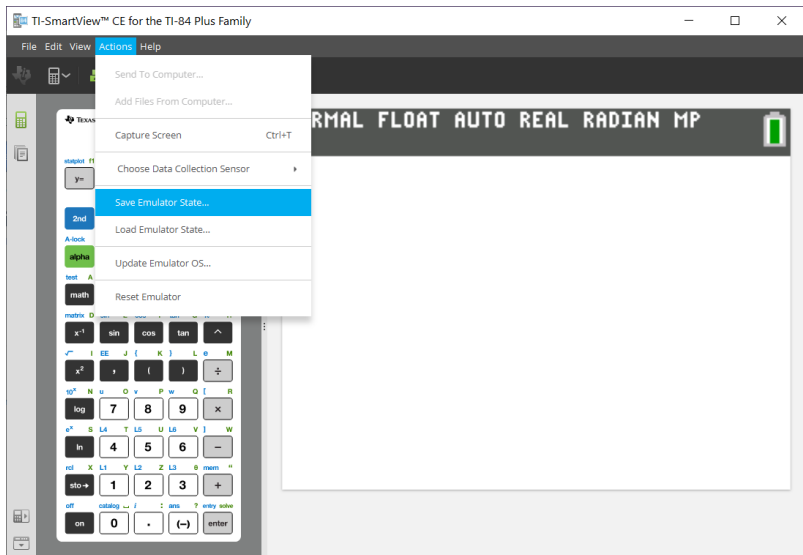 TI-SmartView™ CE for the TI-84 Plus Family
File Edit View Actions Help
Send To Computer...
Add Files From Computer...
Capture Screen Ctrl+T
Choose Data Collection Sensor
Save Emulator State...
Load Emulator State...
Update Emulator OS...
Reset Emulator
RMAL FLOAT AUTO REAL RADIAN MP
TEXAS
statplot f1
y=
2nd
A-lock
alpha
test A
math
matrix D
x⁻¹ sin cos tan ^
√ I EE J { K } L e M
x² , ( ) ÷
10ˣ N u O v P w Q [ R
log 7 8 9 ×
eˣ S L4 T L5 U L6 V ] W
ln 4 5 6 −
rcl X L1 Y L2 Z L3 θ mem "
sto→ 1 2 3 +
off catalog i : ans ? entry solve
on 0 . (−) enter